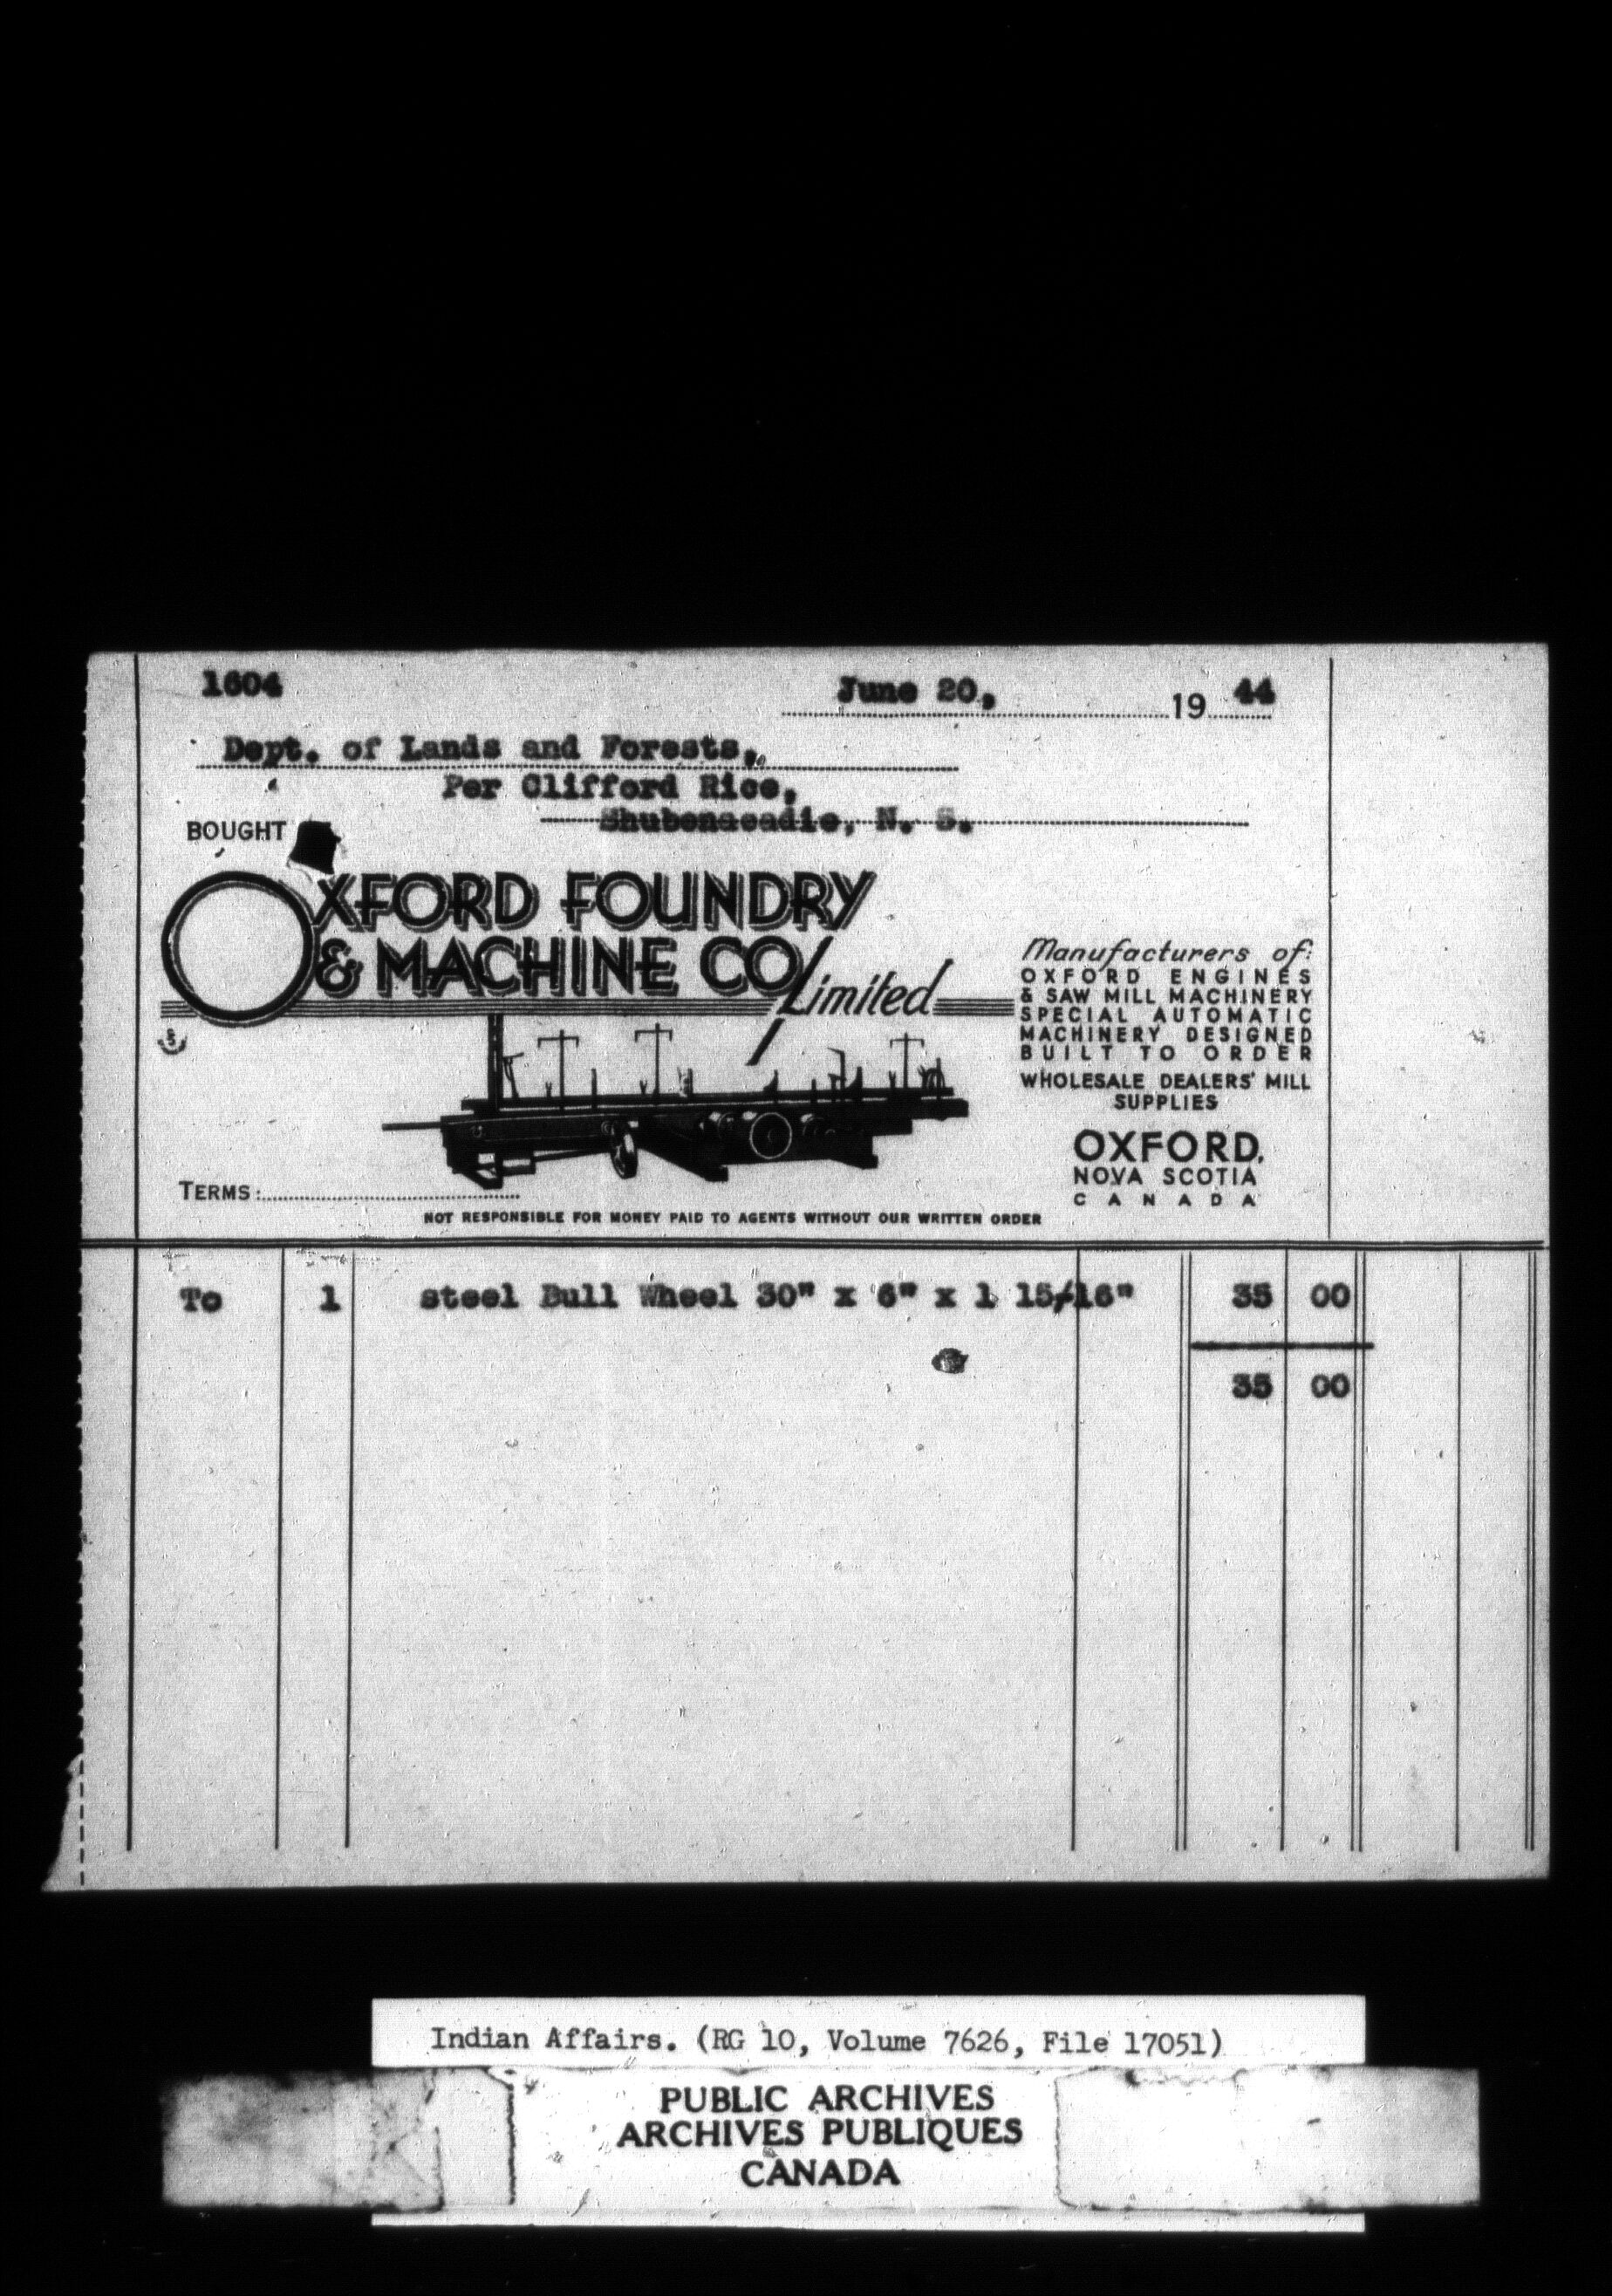 1604
June 20, 19 44
Dept. of Lands and Forests,
Per Clifford Rice,
Shubenacadie, N. S.
BOUGHT
OXFORD FOUNDRY
& MACHINE CO
Limited
Manufacturers of:
OXFORD ENGINES
& SAW MILL MACHINERY
SPECIAL AUTOMATIC
MACHINERY DESIGNED
BUILT TO ORDER
WHOLESALE DEALERS' MILL
SUPPLIES
OXFORD,
NOVA SCOTIA
CANADA
TERMS:
NOT RESPONSIBLE FOR MONEY PAID TO AGENTS WITHOUT OUR WRITTEN ORDER
To 1 steel Bull Wheel 30" x 6" x 1 15/16" 35 00
35 00
Indian Affairs. (RG 10, Volume 7626, File 17051)
PUBLIC ARCHIVES
ARCHIVES PUBLIQUES
CANADA